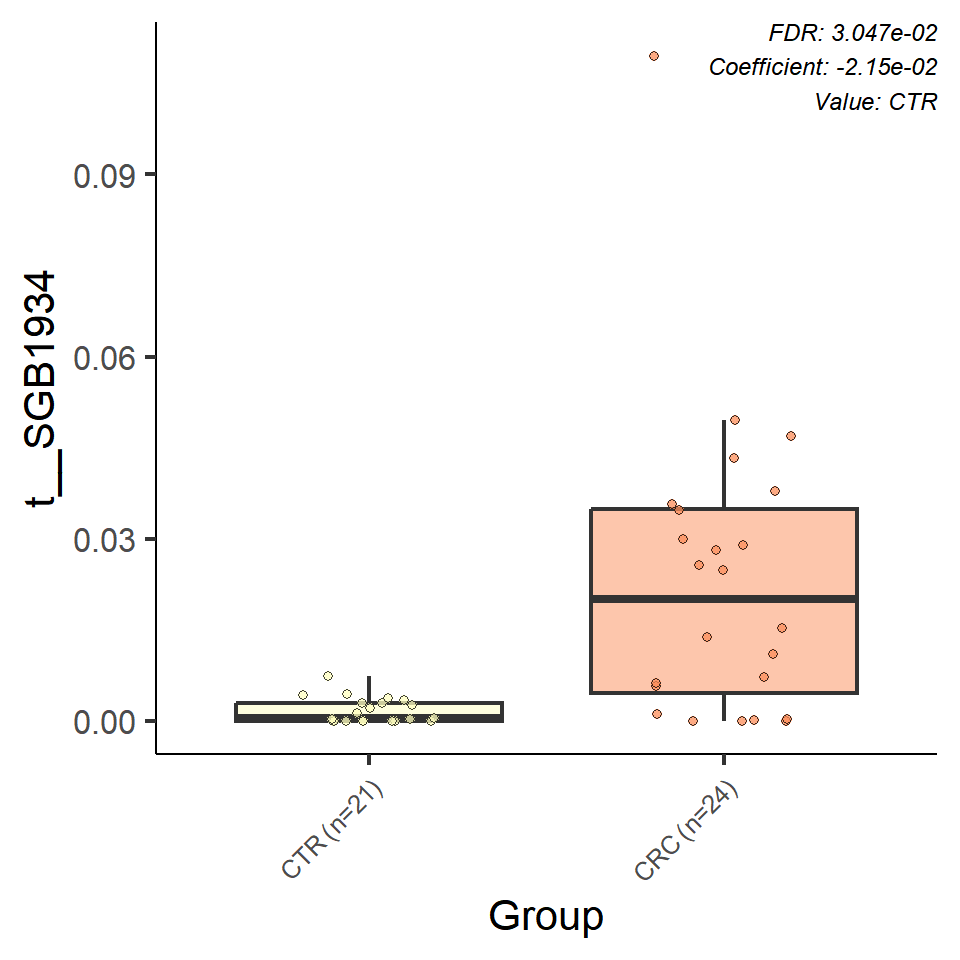 FDR: 3.047e-02
Coefficient: -2.15e-02
Value: CTR
t__SGB1934
0.09
0.06
0.03
0.00
CTR (n=21)
CRC (n=24)
Group